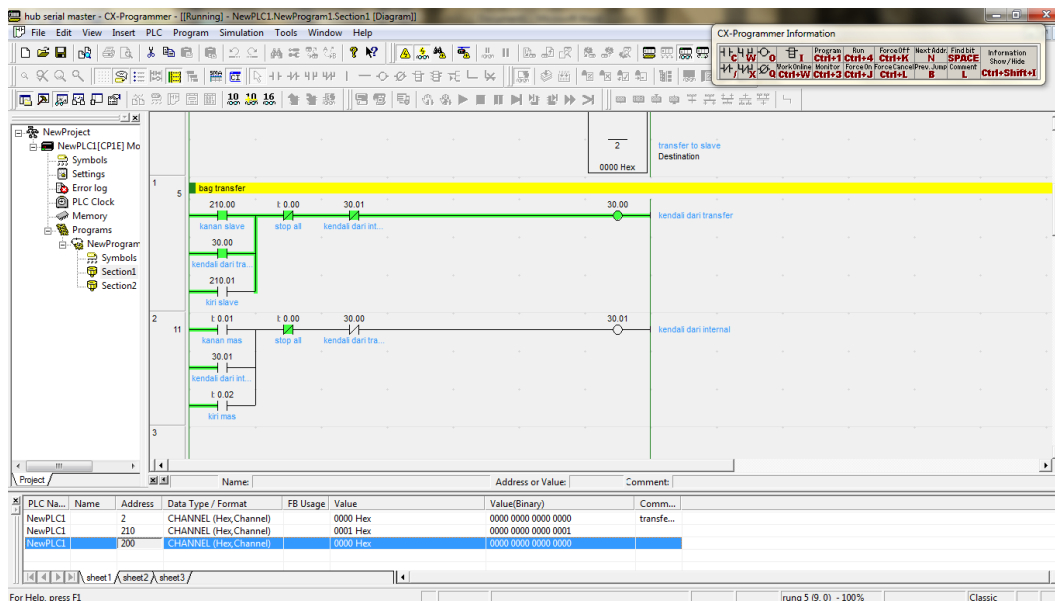 hub serial master - CX-Programmer - [[Running] - NewPLC1.NewProgram1.Section1 [Diagram]]
File Edit View Insert PLC Program Simulation Tools Window Help
CX-Programmer Information
Program Ctrl+1
Run Ctrl+4
ForceOff Ctrl+K
Next Addr. N
Find bit SPACE
Information Show/Hide Ctrl+Shift+I
C W O I
X Q
WorkOnline Ctrl+W
Monitor Ctrl+3
ForceOn Ctrl+J
ForceCancel Ctrl+L
Prev. Jump B
Comment L
10 10 16
NewProject
NewPLC1[CP1E] Mo
Symbols
Settings
Error log
PLC Clock
Memory
Programs
NewProgram
Symbols
Section1
Section2
Project
2
transfer to slave
Destination
0000 Hex
1
5
bag transfer
210.00 I: 0.00 30.01 30.00
kanan slave stop all kendali dari int... kendali dari transfer
30.00
kendali dari tra...
210.01
kiri slave
2
11
I: 0.01 I: 0.00 30.00 30.01
kanan mas stop all kendali dari tra... kendali dari internal
30.01
kendali dari int...
I: 0.02
kiri mas
3
Name: Address or Value: Comment:
PLC Na... Name Address Data Type / Format FB Usage Value Value(Binary) Comm...
NewPLC1 2 CHANNEL (Hex,Channel) 0000 Hex 0000 0000 0000 0000 transfe...
NewPLC1 210 CHANNEL (Hex,Channel) 0001 Hex 0000 0000 0000 0001
NewPLC1 200 CHANNEL (Hex,Channel) 0000 Hex 0000 0000 0000 0000
sheet1 sheet2 sheet3
For Help, press F1
rung 5 (9, 0) - 100%
Classic